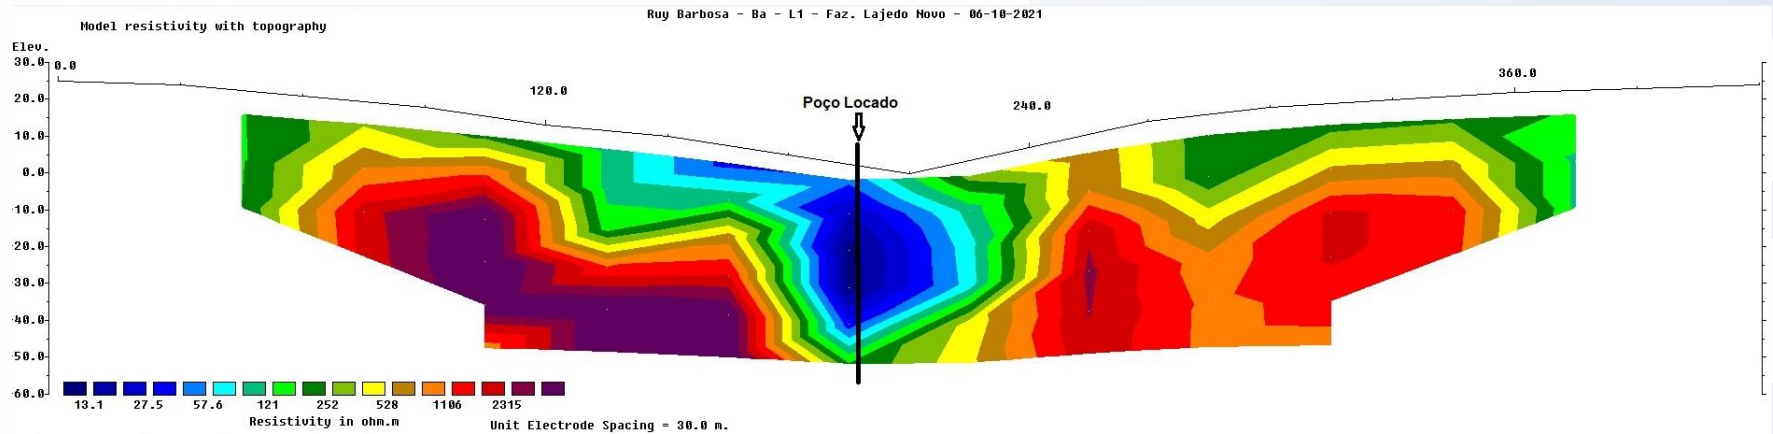 Ruy Barbosa - Ba - L1 - Faz. Lajedo Novo - 06-10-2021
Model resistivity with topography
Elev.
30.0
0.0
360.0
20.0
120.0
Poço Locado
240.0
10.0
0.0
-10.0
-20.0
-30.0
-40.0
-50.0
-60.0
13.1 27.5 57.6 121 252 528 1106 2315
Resistivity in ohm.m
Unit Electrode Spacing = 30.0 m.